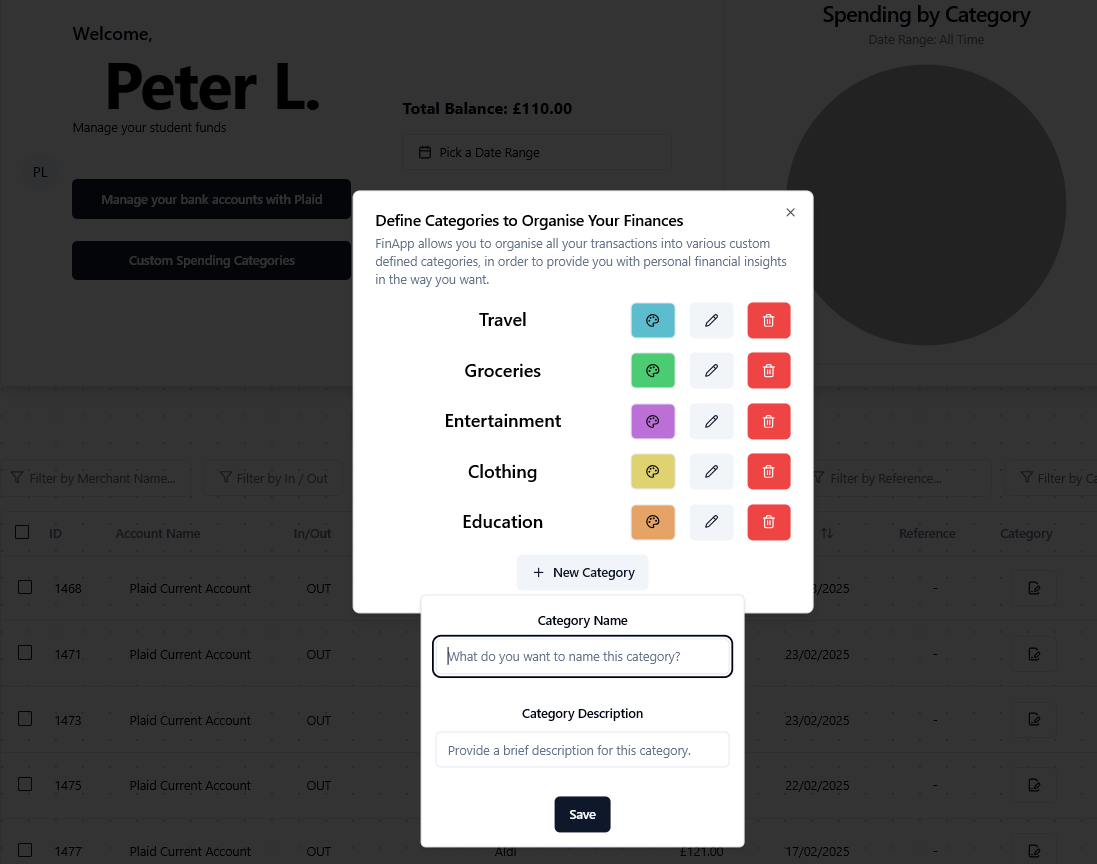 Welcome,
Peter L.
Manage your student funds
PL
Manage your bank accounts with Plaid
Custom Spending Categories
Total Balance: £110.00
Pick a Date Range
Spending by Category
Date Range: All Time
Define Categories to Organise Your Finances
FinApp allows you to organise all your transactions into various custom
defined categories, in order to provide you with personal financial insights
in the way you want.
Travel
Groceries
Entertainment
Clothing
Education
+ New Category
Category Name
What do you want to name this category?
Category Description
Provide a brief description for this category.
Save
Filter by Merchant Name... Filter by In / Out Filter by Reference... Filter by Ca
ID Account Name In/Out Reference Category
1468 Plaid Current Account OUT 3/2025 -
1471 Plaid Current Account OUT 23/02/2025 -
1473 Plaid Current Account OUT 23/02/2025 -
1475 Plaid Current Account OUT 22/02/2025 -
1477 Plaid Current Account OUT Aldi £121.00 17/02/2025 -